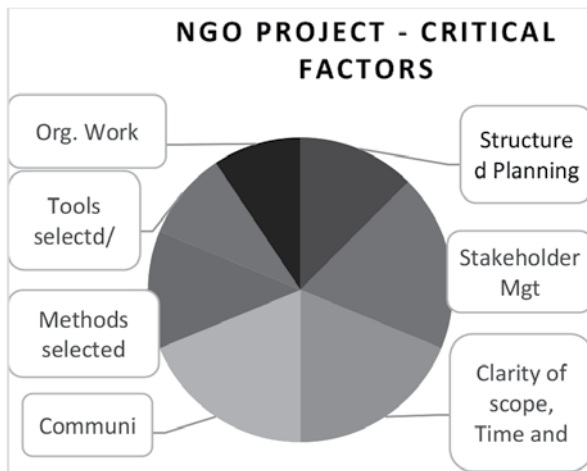 NGO PROJECT - CRITICAL
FACTORS
Org. Work
Structure
d Planning
Tools
selectd/
Stakeholder
Mgt
Methods
selected
Clarity of
scope,
Time and
Communi